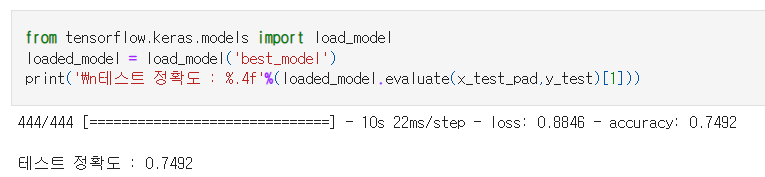 from tensorflow.keras.models import load_model
loaded_model = load_model('best_model')
print('₩n테스트 정확도 : %.4f'%(loaded_model.evaluate(x_test_pad,y_test)[1]))
444/444 [==============================] - 10s 22ms/step - loss: 0.8846 - accuracy: 0.7492
테스트 정확도 : 0.7492